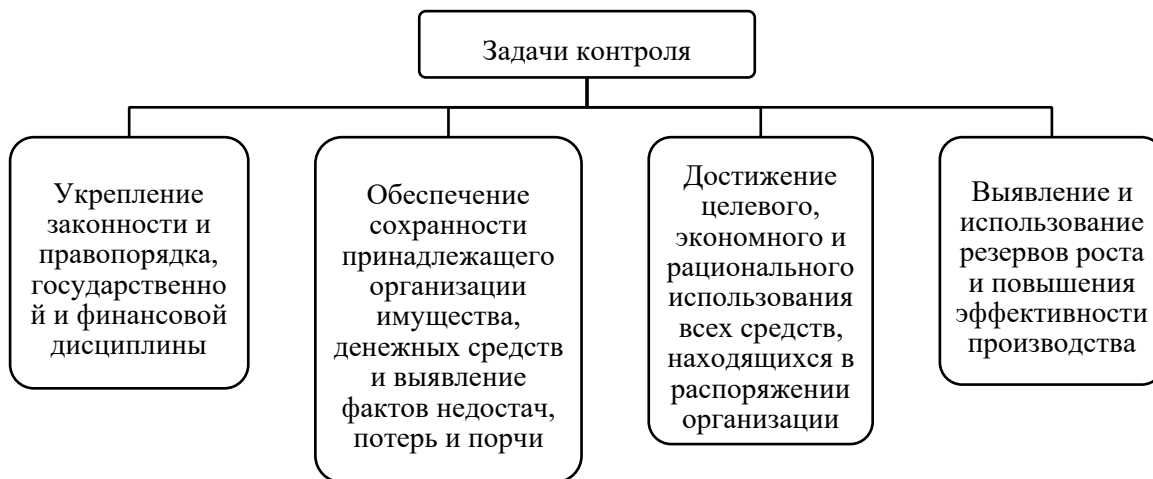 Задачи контроля
Укрепление
законности и
правопорядка,
государственно
й и финансовой
дисциплины
Обеспечение
сохранности
принадлежащего
организации
имущества,
денежных средств
и выявление
фактов недостач,
потерь и порчи
Достижение
целевого,
экономного и
рационального
использования
всех средств,
находящихся в
распоряжении
организации
Выявление и
использование
резервов роста
и повышения
эффективности
производства